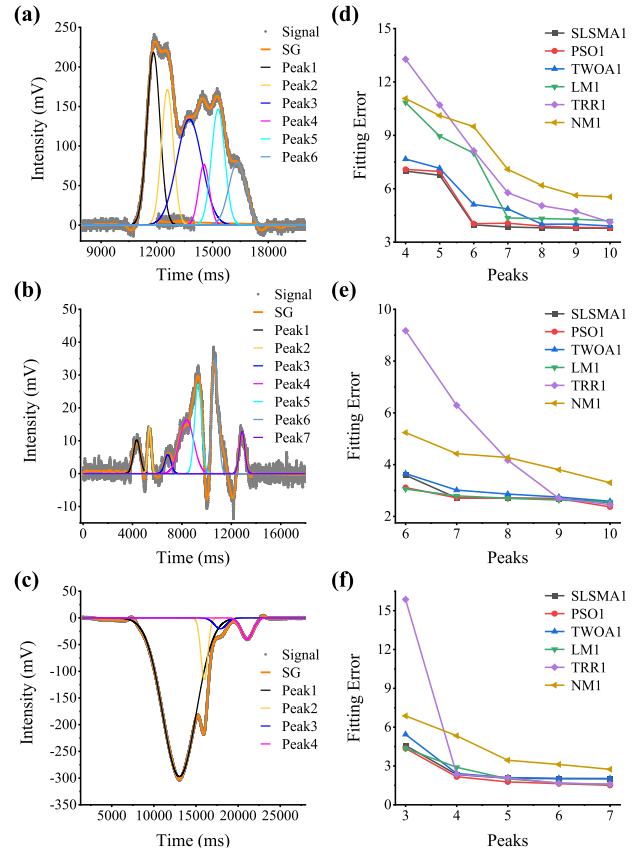 (a)
250
200
150
100
50
0
Intensity (mV)
9000 12000 15000 18000
Time (ms)
Signal
SG
Peak1
Peak2
Peak3
Peak4
Peak5
Peak6
(d)
15
12
9
6
3
Fitting Error
4 5 6 7 8 9 10
Peaks
SLSMA1
PSO1
TWOA1
LM1
TRR1
NM1
(b)
50
40
30
20
10
0
-10
Intensity (mV)
0 4000 8000 12000 16000
Time (ms)
Signal
SG
Peak1
Peak2
Peak3
Peak4
Peak5
Peak6
Peak7
(e)
10
8
6
4
2
Fitting Error
6 7 8 9 10
Peaks
SLSMA1
PSO1
TWOA1
LM1
TRR1
NM1
(c)
50
0
-50
-100
-150
-200
-250
-300
-350
Intensity (mV)
5000 10000 15000 20000 25000
Time (ms)
Signal
SG
Peak1
Peak2
Peak3
Peak4
(f)
15
12
9
6
3
0
Fitting Error
3 4 5 6 7
Peaks
SLSMA1
PSO1
TWOA1
LM1
TRR1
NM1